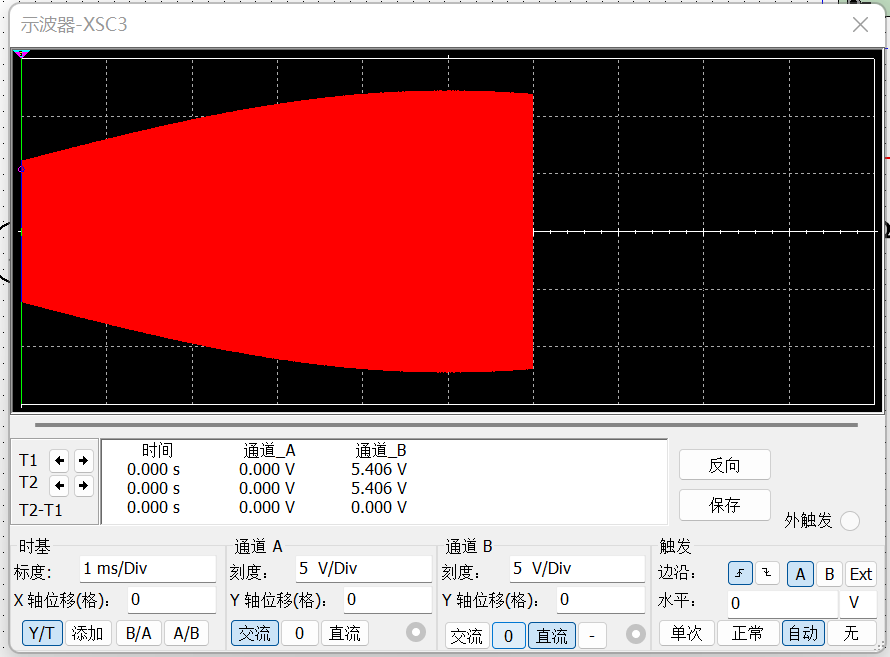 示波器-XSC3
时间 通道_A 通道_B
T1 0.000 s 0.000 V 5.406 V
T2 0.000 s 0.000 V 5.406 V
T2-T1 0.000 s 0.000 V 0.000 V
反向
保存
外触发
时基
标度： 1 ms/Div
X 轴位移(格)： 0
Y/T 添加 B/A A/B
通道 A
刻度： 5 V/Div
Y 轴位移(格)： 0
交流 0 直流
通道 B
刻度： 5 V/Div
Y 轴位移(格)： 0
交流 0 直流 -
触发
边沿： A B Ext
水平： 0 V
单次 正常 自动 无